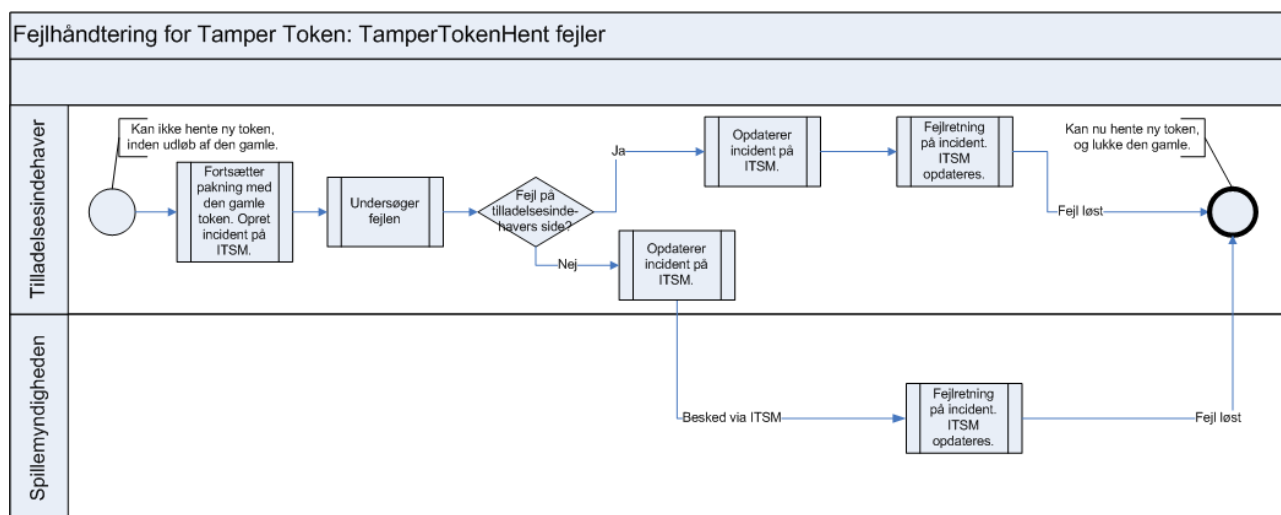 Fejlhåndtering for Tamper Token: TamperTokenHent fejler
Tilladelsesindehaver
Kan ikke hente ny token,
inden udløb af den gamle.
Fortsætter
pakning med
den gamle
token. Opret
incident på
ITSM.
Undersøger
fejlen
Fejl på
tilladelsesinde-
havers side?
Ja
Opdaterer
incident på
ITSM.
Fejlretning
på incident.
ITSM
opdateres.
Fejl løst
Kan nu hente ny token,
og lukke den gamle.
Nej
Opdaterer
incident på
ITSM.
Spillemyndigheden
Besked via ITSM
Fejlretning
på incident.
ITSM
opdateres.
Fejl løst